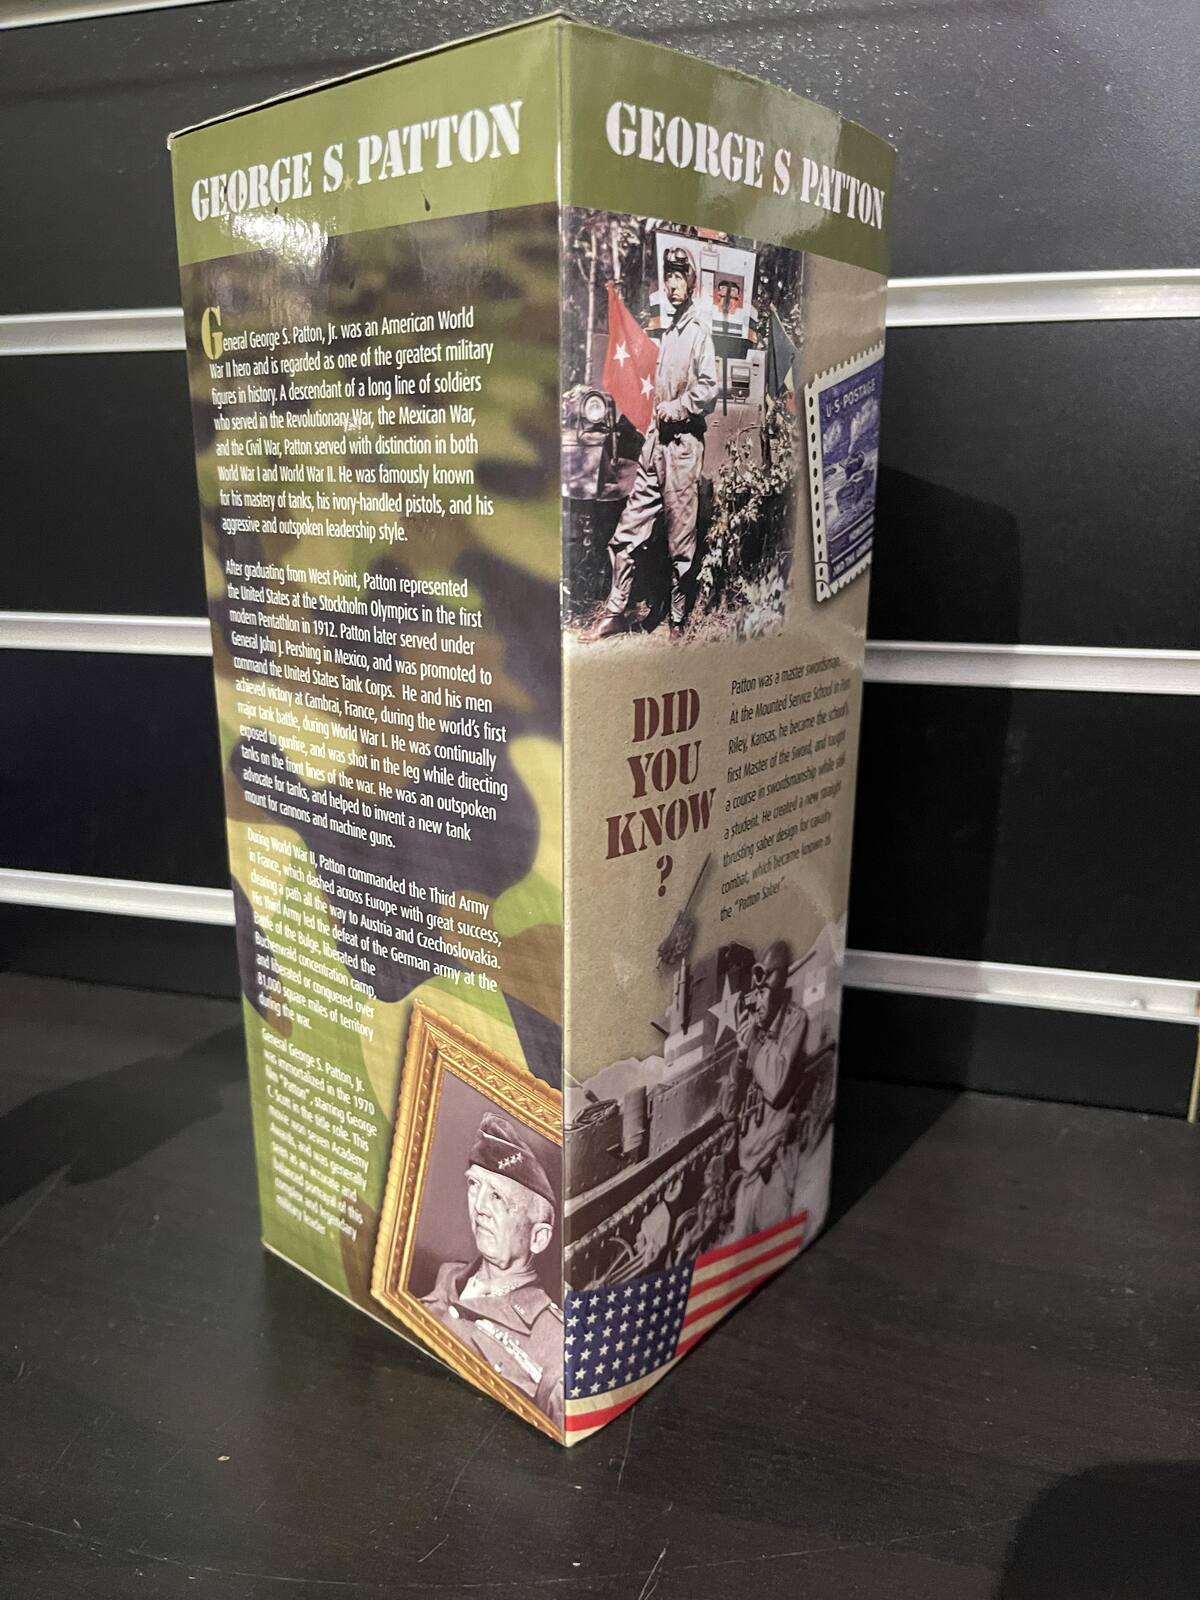 GEORGE S PATTON
General George S. Patton, Jr. was an American World
War II hero and is regarded as one of the greatest military
figures in history. A descendant of a long line of soldiers
who served in the Revolutionary War, the Mexican War,
and the Civil War, Patton served with distinction in both
World War I and World War II. He was famously known
for his mastery of tanks, his ivory-handled pistols, and his
aggressive and outspoken leadership style.
After graduating from West Point, Patton represented
the United States at the Stockholm Olympics in the first
modern Pentathlon in 1912. Patton later served under
General John J. Pershing in Mexico, and was promoted to
command the United States Tank Corps. He and his men
achieved victory at Cambrai, France, during the world's first
major tank battle, during World War I. He was continually
exposed to gunfire, and was shot in the leg while directing
tanks on the front lines of the war. He was an outspoken
advocate for tanks, and helped to invent a new tank
mount for cannons and machine guns.
During World War II, Patton commanded the Third Army
in France, which dashed across Europe with great success,
clearing a path all the way to Austria and Czechoslovakia.
His Third Army led the defeat of the German army at the
Battle of the Bulge, liberated the
Buchenwald concentration camp,
and liberated or conquered over
81,000 square miles of territory
during the war.
General George S. Patton, Jr.
was immortalized in the 1970
film "Patton", starring George
C. Scott in the title role. This
movie won seven Academy
Awards, and was generally
seen as an accurate and
balanced portrayal of this
complex and legendary
military leader
GEORGE S PATTON
U·S·POSTAGE
DID
YOU
KNOW
?
Patton was a master swordsman.
At the Mounted Service School in Fort
Riley, Kansas, he became the school's
first Master of the Sword, and taught
a course in swordsmanship while still
a student. He created a new straight
thrusting saber design for cavalry
combat, which became known as
the "Patton Saber."